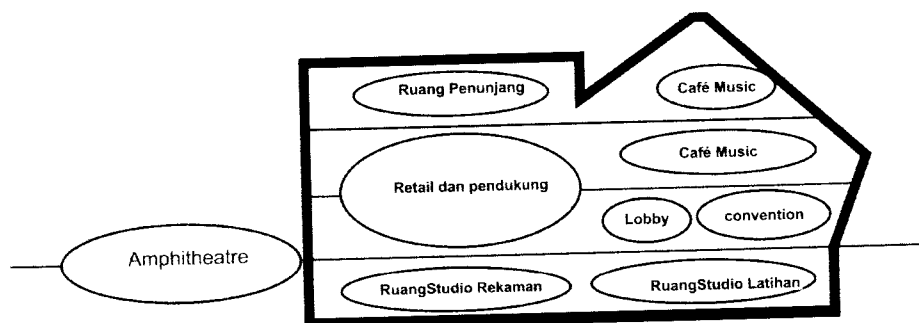 Ruang Penunjang
Café Music
Café Music
Retail dan pendukung
Lobby
convention
Amphitheatre
RuangStudio Rekaman
RuangStudio Latihan